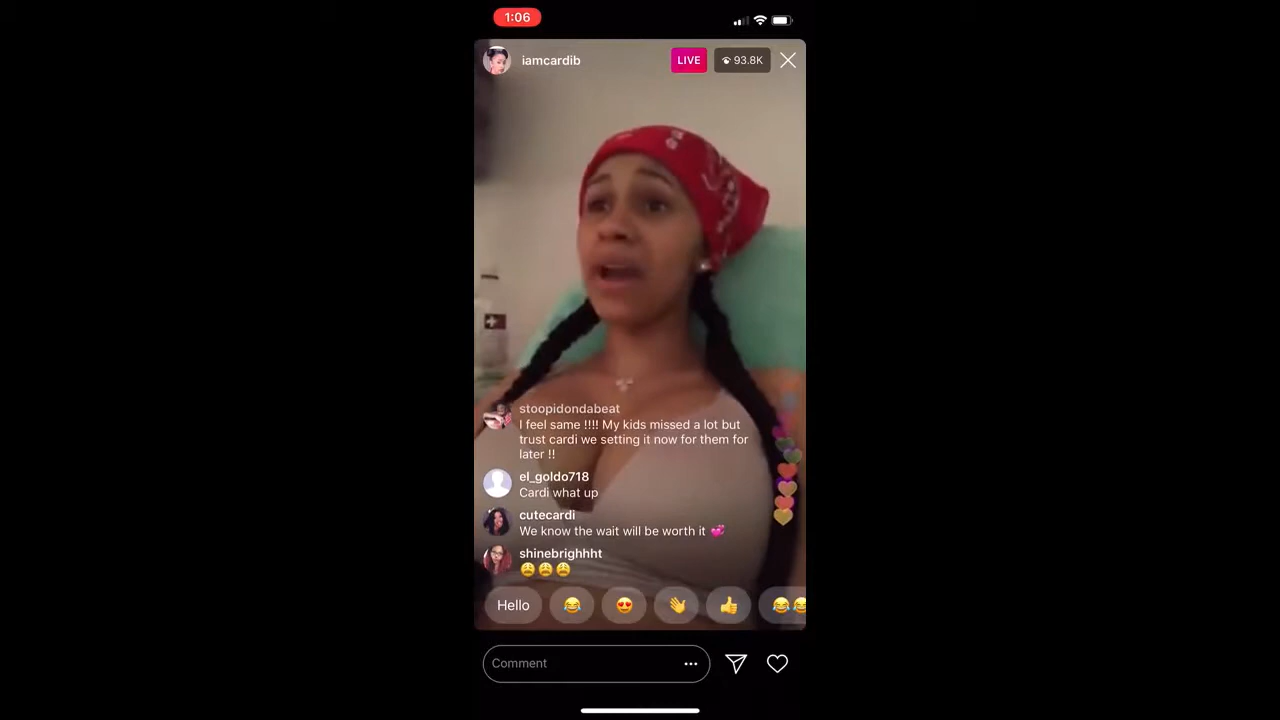 1:06
iamcardib
LIVE
93.8K
stoopidondabeat
I feel same !!!! My kids missed a lot but
trust cardi we setting it now for them for
later !!
el_goldo718
Cardi what up
cutecardi
We know the wait will be worth it 💞
shinebrighhht
😩😩😩
Hello 😂 😍 👋 👍 😂😂
Comment